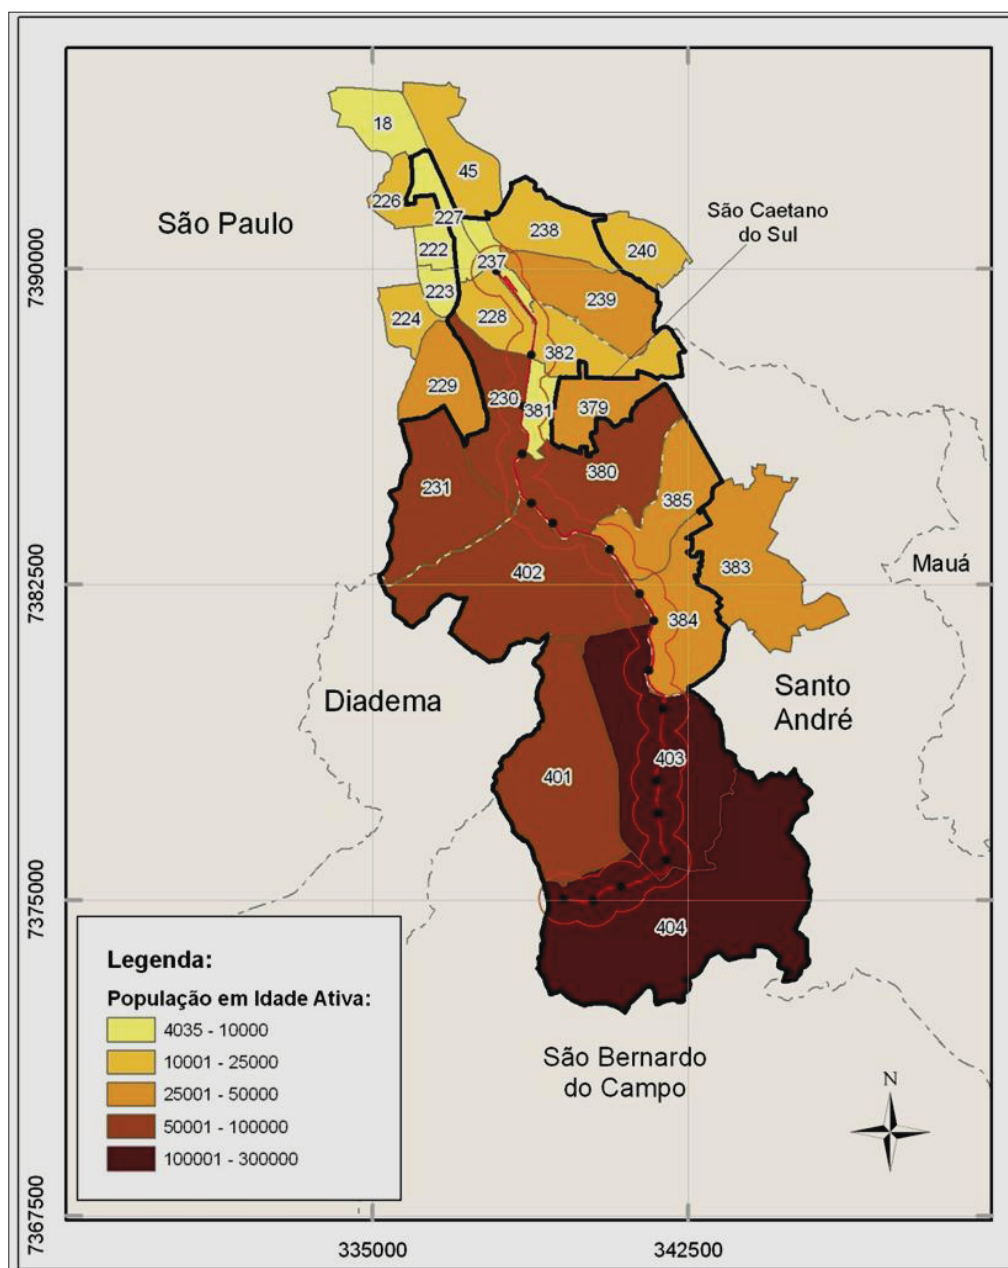 18
45
226
São Paulo
227
238
São Caetano
do Sul
222
240
7390000
237
223
239
224
228
382
229
230
381
379
380
231
385
7382500
402
383
Mauá
384
Diadema
Santo
André
403
401
7375000
404
Legenda:
População em Idade Ativa:
4035 - 10000
10001 - 25000
25001 - 50000
50001 - 100000
100001 - 300000
São Bernardo
do Campo
N
7367500
335000
342500